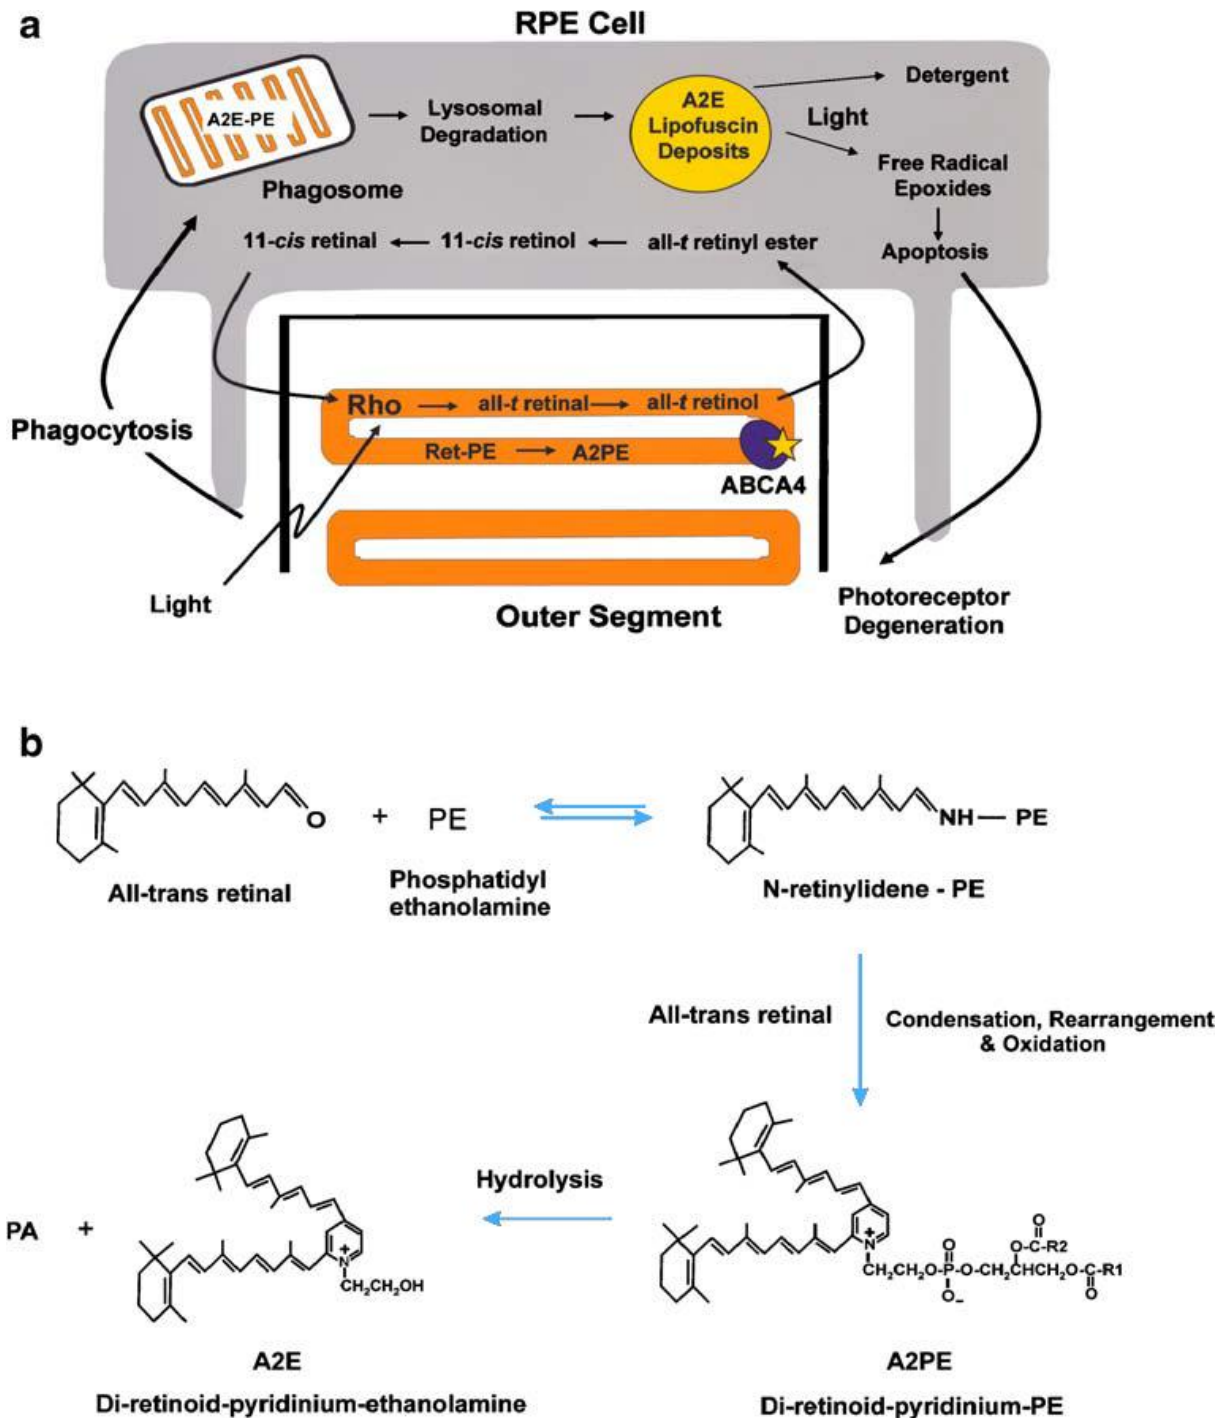 a
RPE Cell
A2E-PE
Phagosome
Lysosomal
Degradation
A2E
Lipofuscin
Deposits
Detergent
Light
Free Radical
Epoxides
Apoptosis
11-cis retinal
11-cis retinol
all-t retinyl ester
Phagocytosis
Rho
all-t retinal
all-t retinol
Ret-PE
A2PE
ABCA4
Light
Outer Segment
Photoreceptor
Degeneration
b
O
+
PE
NH — PE
All-trans retinal
Phosphatidyl
ethanolamine
N-retinylidene - PE
All-trans retinal
Condensation, Rearrangement
& Oxidation
Hydrolysis
PA
+
N
+
CH₂CH₂OH
N
+
CH₂CH₂O-P-O-CH₂CHCH₂O-C-R1
O
O-
O
O-C-R2
O
A2E
Di-retinoid-pyridinium-ethanolamine
A2PE
Di-retinoid-pyridinium-PE